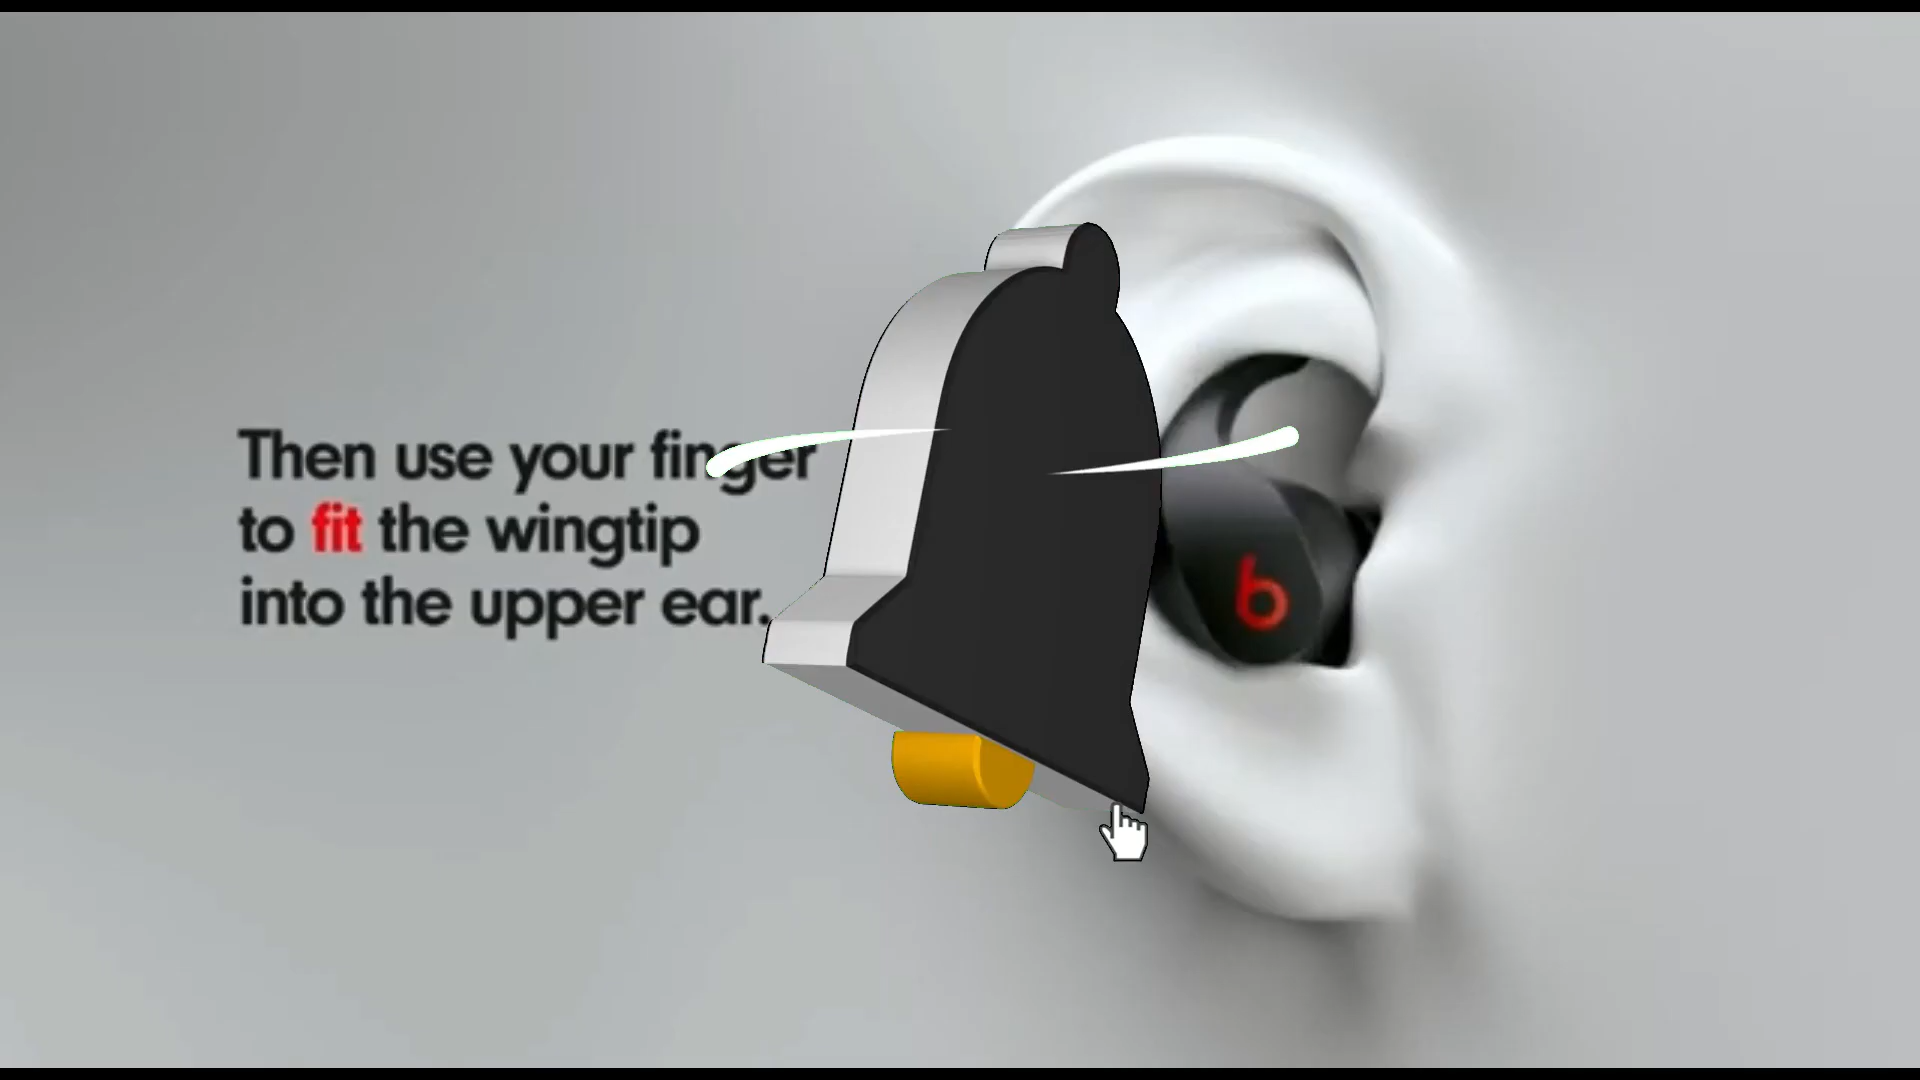 Then use your finger
to fit the wingtip
into the upper ear.
b